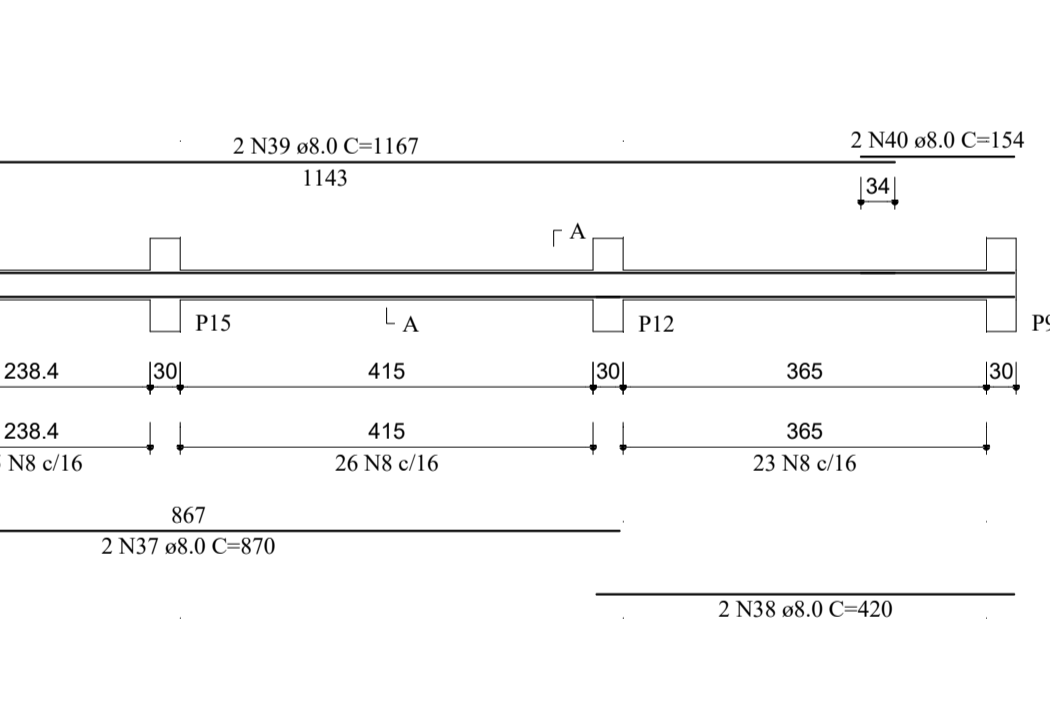 2 N39 ø8.0 C=1167
2 N40 ø8.0 C=154
1143
34
A
P15
A
P12
238.4
30
415
30
365
30
238.4
415
365
N8 c/16
26 N8 c/16
23 N8 c/16
867
2 N37 ø8.0 C=870
2 N38 ø8.0 C=420